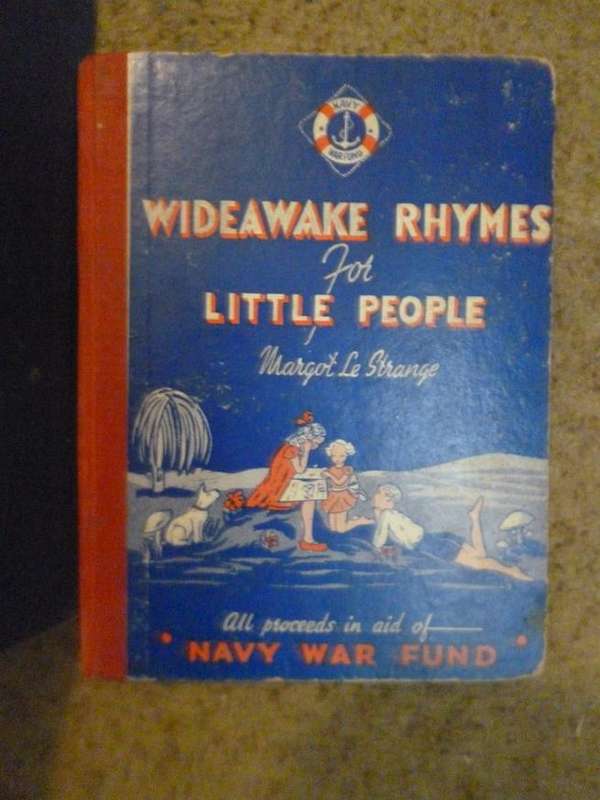 NAVY
WAR FUND
WIDEAWAKE RHYMES
For
LITTLE PEOPLE
Margot Le Strange
All proceeds in aid of
NAVY WAR FUND